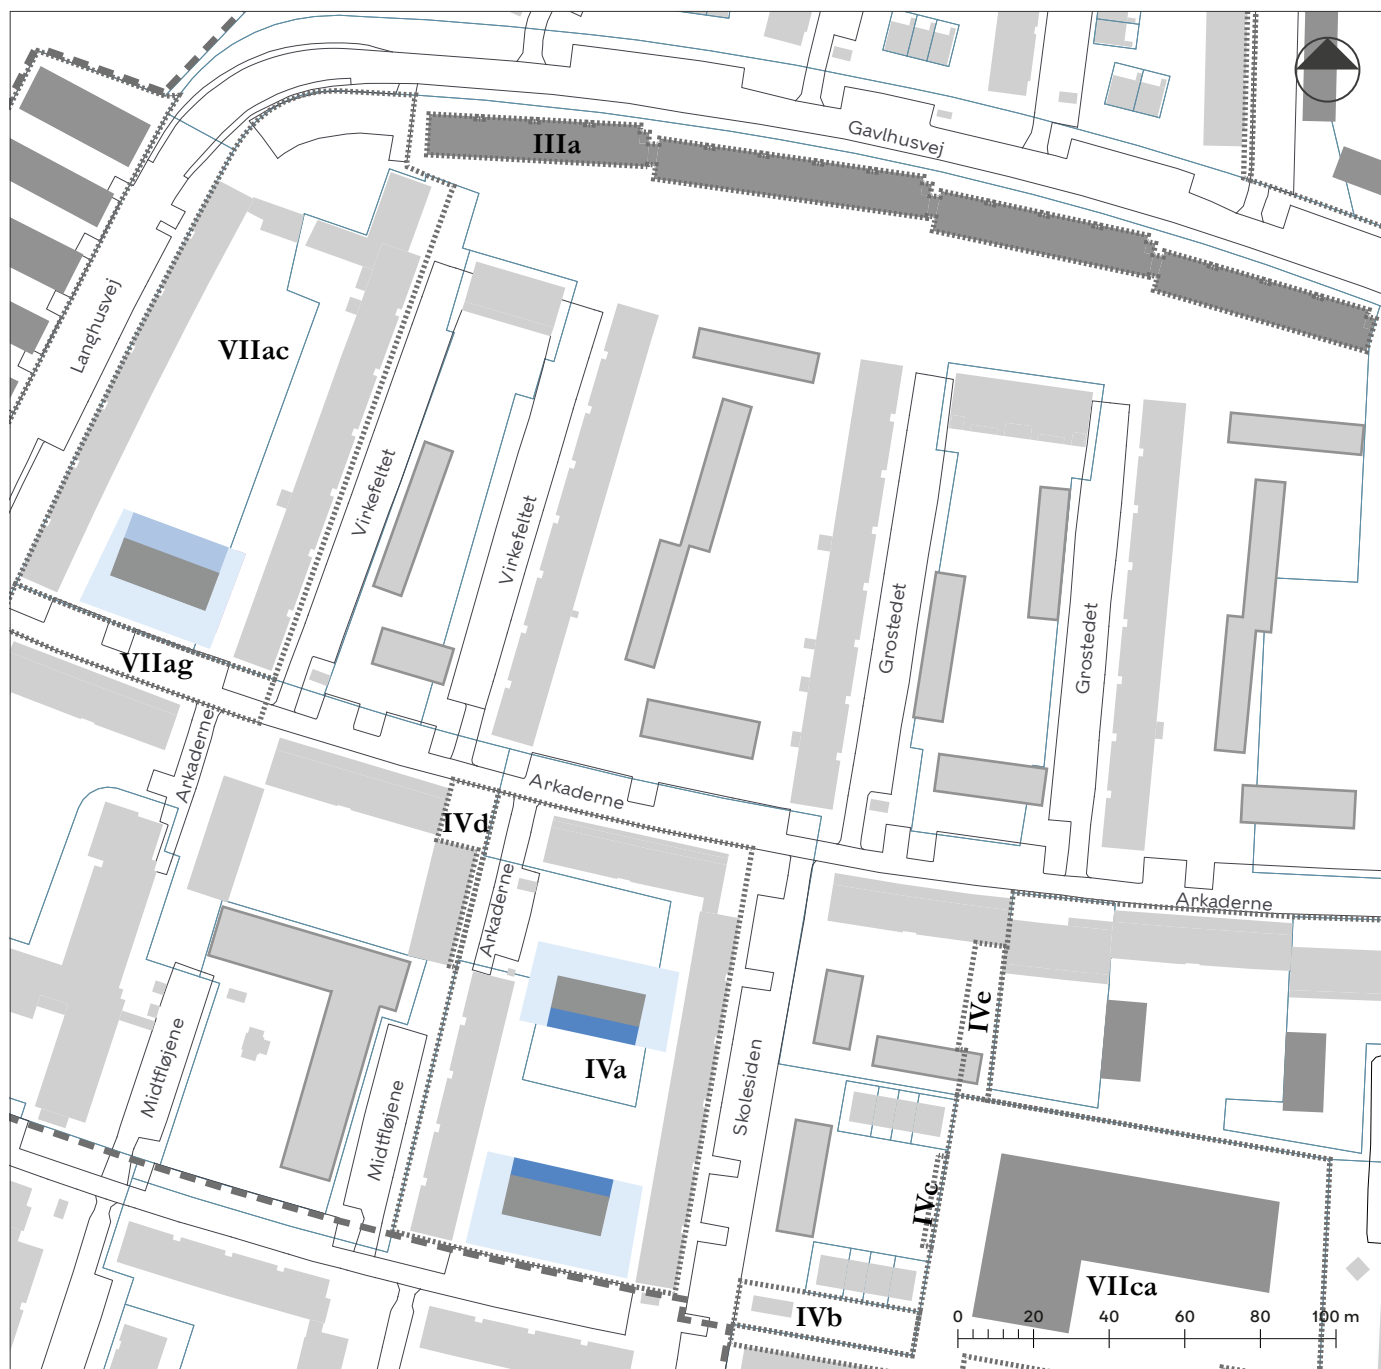 Gavlhusvej
IIIa
Langhusvej
VIIac
Virkefeltet
Virkefeltet
Grostedet
Grostedet
VIIag
Arkaderne
Arkaderne
IVd
Arkaderne
Arkaderne
IVe
Midtfløjene
Midtfløjene
IVa
Skolesiden
IVc
VIIca
IVb
0 20 40 60 80 100 m